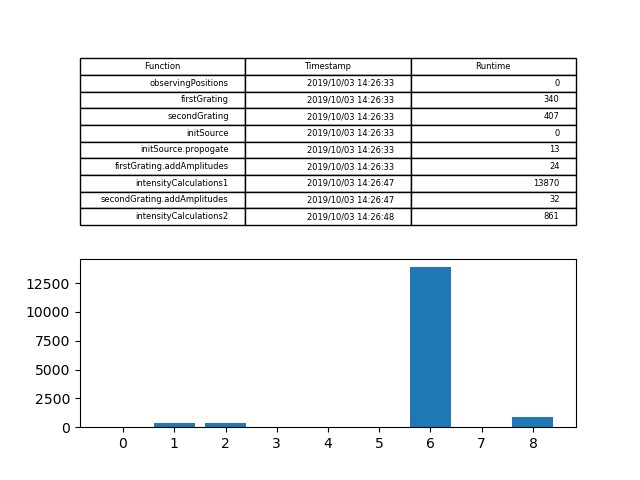 Function Timestamp Runtime
observingPositions 2019/10/03 14:26:33 0
firstGrating 2019/10/03 14:26:33 340
secondGrating 2019/10/03 14:26:33 407
initSource 2019/10/03 14:26:33 0
initSource.propogate 2019/10/03 14:26:33 13
firstGrating.addAmplitudes 2019/10/03 14:26:33 24
intensityCalculations1 2019/10/03 14:26:47 13870
secondGrating.addAmplitudes 2019/10/03 14:26:47 32
intensityCalculations2 2019/10/03 14:26:48 861
12500
10000
7500
5000
2500
0
0 1 2 3 4 5 6 7 8